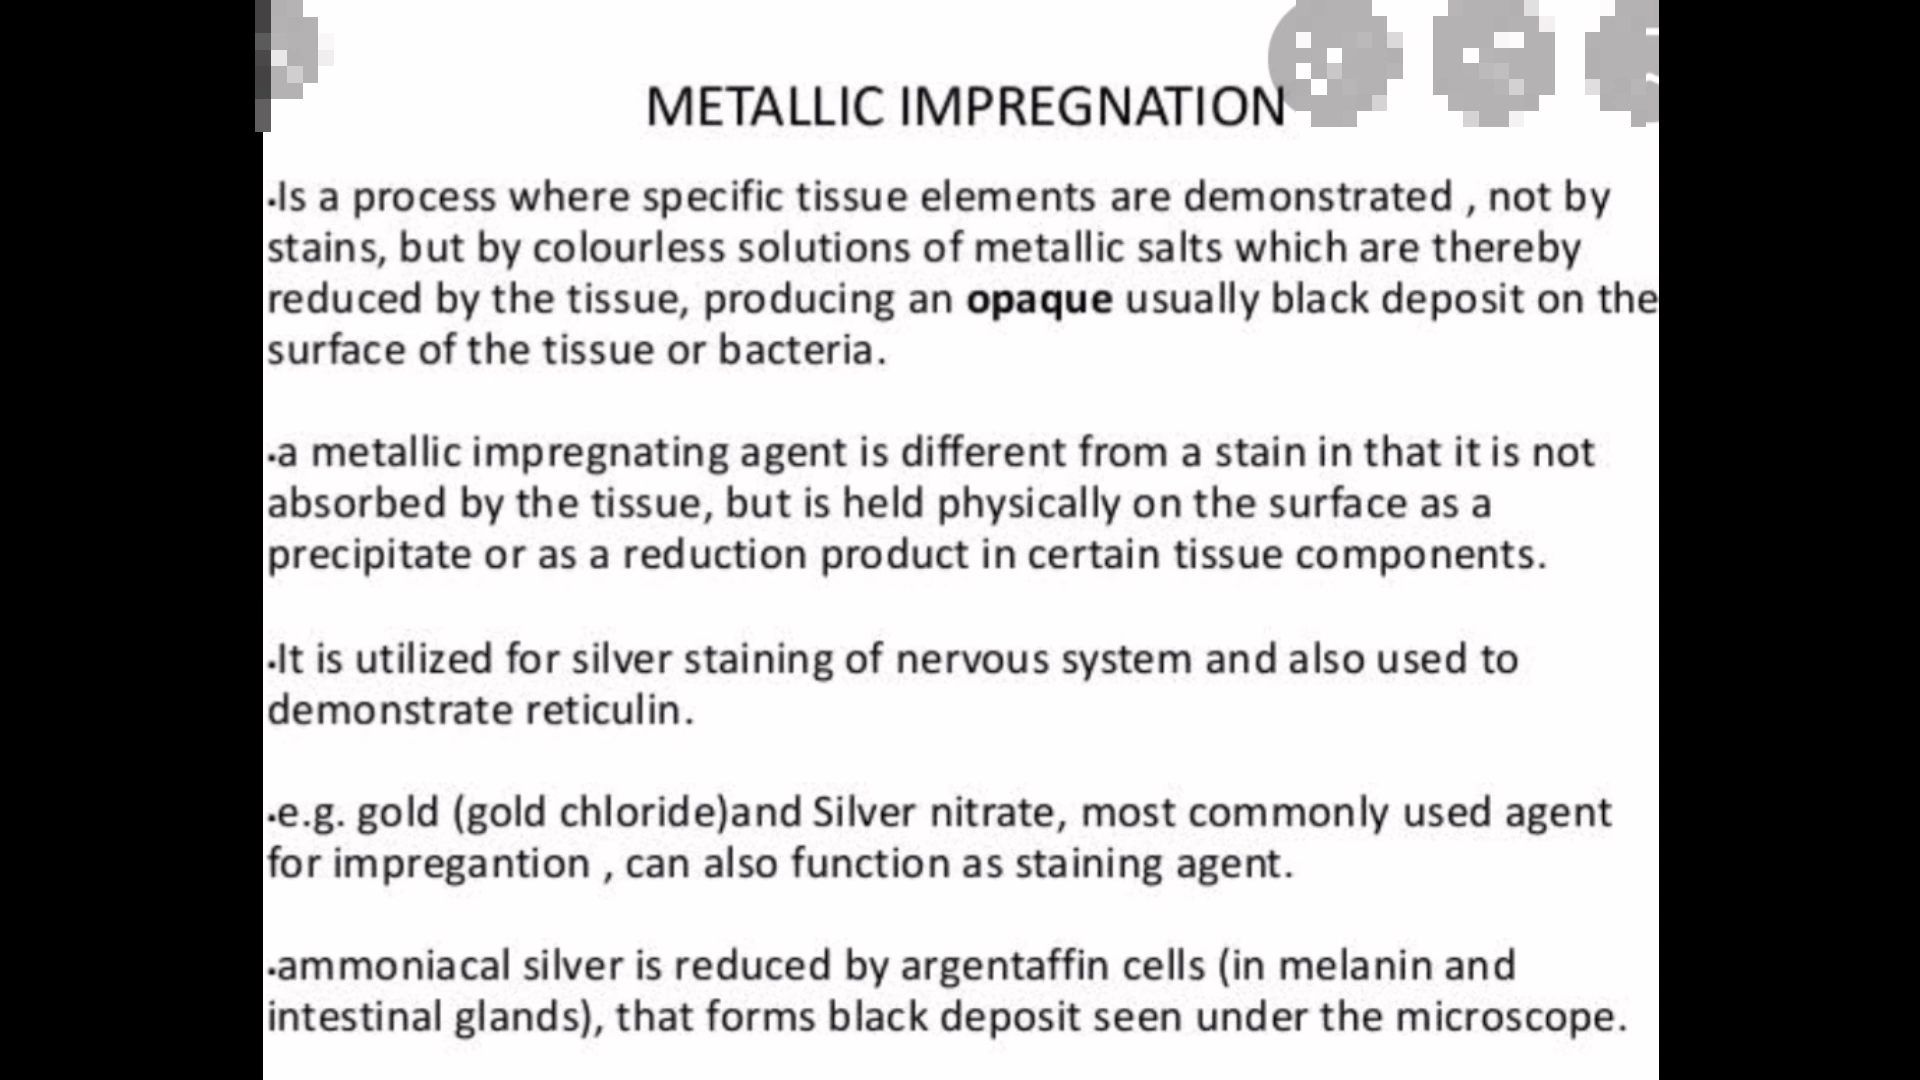 METALLIC IMPREGNATION
•Is a process where specific tissue elements are demonstrated , not by
stains, but by colourless solutions of metallic salts which are thereby
reduced by the tissue, producing an opaque usually black deposit on the
surface of the tissue or bacteria.
•a metallic impregnating agent is different from a stain in that it is not
absorbed by the tissue, but is held physically on the surface as a
precipitate or as a reduction product in certain tissue components.
•It is utilized for silver staining of nervous system and also used to
demonstrate reticulin.
•e.g. gold (gold chloride)and Silver nitrate, most commonly used agent
for impregantion , can also function as staining agent.
•ammoniacal silver is reduced by argentaffin cells (in melanin and
intestinal glands), that forms black deposit seen under the microscope.